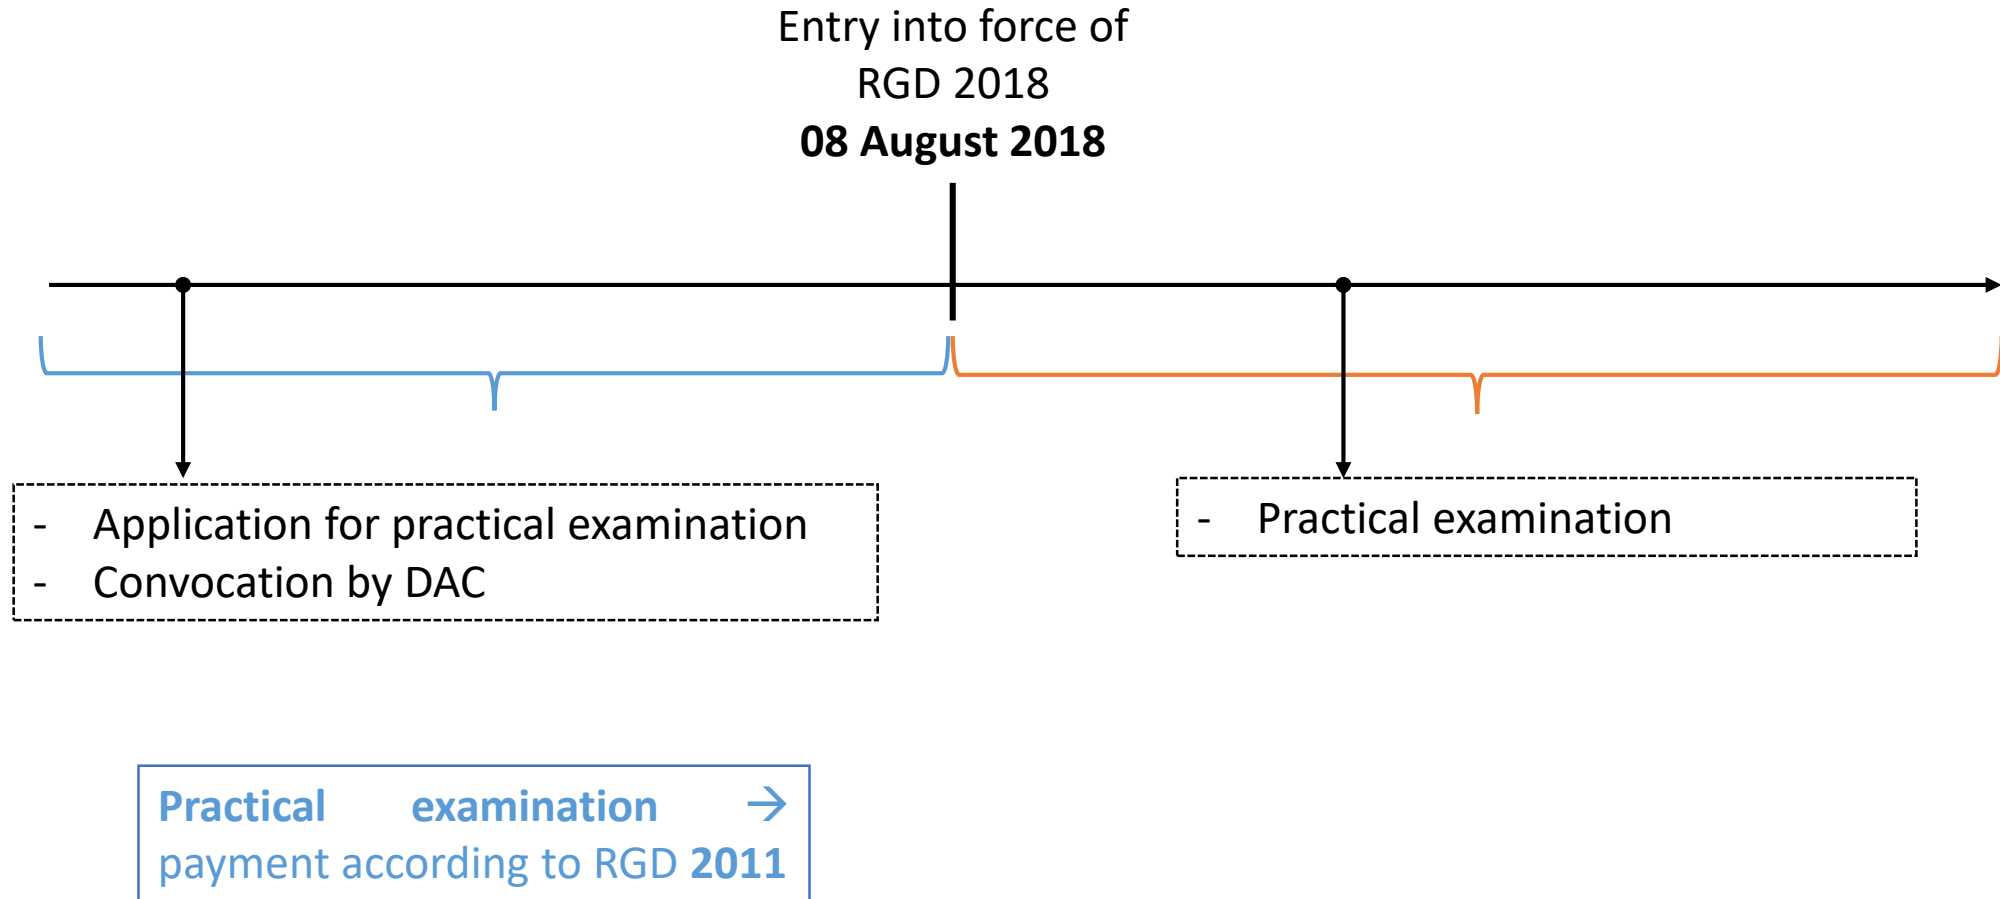 Entry into force of
RGD 2018
08 August 2018
- Application for practical examination
- Convocation by DAC
- Practical examination
Practical examination →
payment according to RGD 2011